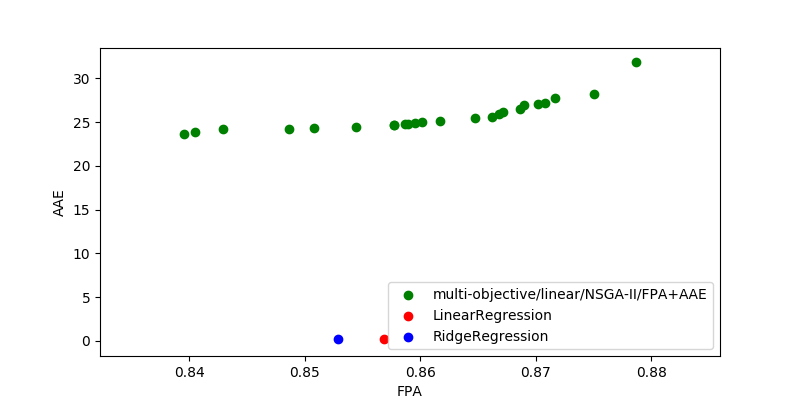 30
25
20
15
10
5
0
AAE
multi-objective/linear/NSGA-II/FPA+AAE
LinearRegression
RidgeRegression
0.84 0.85 0.86 0.87 0.88
FPA